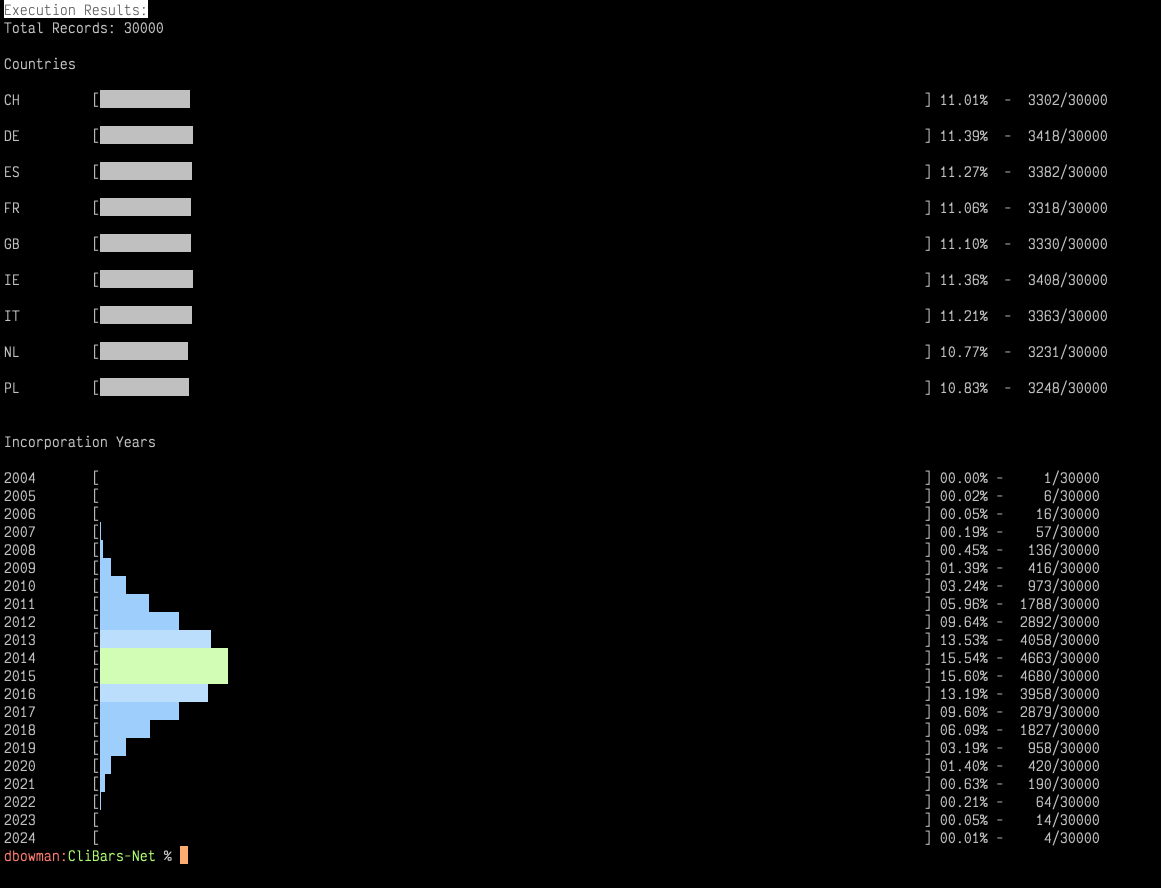 Execution Results:
Total Records: 30000
Countries
CH [ ] 11.01% - 3302/30000
DE [ ] 11.39% - 3418/30000
ES [ ] 11.27% - 3382/30000
FR [ ] 11.06% - 3318/30000
GB [ ] 11.10% - 3330/30000
IE [ ] 11.36% - 3408/30000
IT [ ] 11.21% - 3363/30000
NL [ ] 10.77% - 3231/30000
PL [ ] 10.83% - 3248/30000
Incorporation Years
2004 [ ] 00.00% - 1/30000
2005 [ ] 00.02% - 6/30000
2006 [ ] 00.05% - 16/30000
2007 [ ] 00.19% - 57/30000
2008 [ ] 00.45% - 136/30000
2009 [ ] 01.39% - 416/30000
2010 [ ] 03.24% - 973/30000
2011 [ ] 05.96% - 1788/30000
2012 [ ] 09.64% - 2892/30000
2013 [ ] 13.53% - 4058/30000
2014 [ ] 15.54% - 4663/30000
2015 [ ] 15.60% - 4680/30000
2016 [ ] 13.19% - 3958/30000
2017 [ ] 09.60% - 2879/30000
2018 [ ] 06.09% - 1827/30000
2019 [ ] 03.19% - 958/30000
2020 [ ] 01.40% - 420/30000
2021 [ ] 00.63% - 190/30000
2022 [ ] 00.21% - 64/30000
2023 [ ] 00.05% - 14/30000
2024 [ ] 00.01% - 4/30000
dbowman:CliBars-Net %